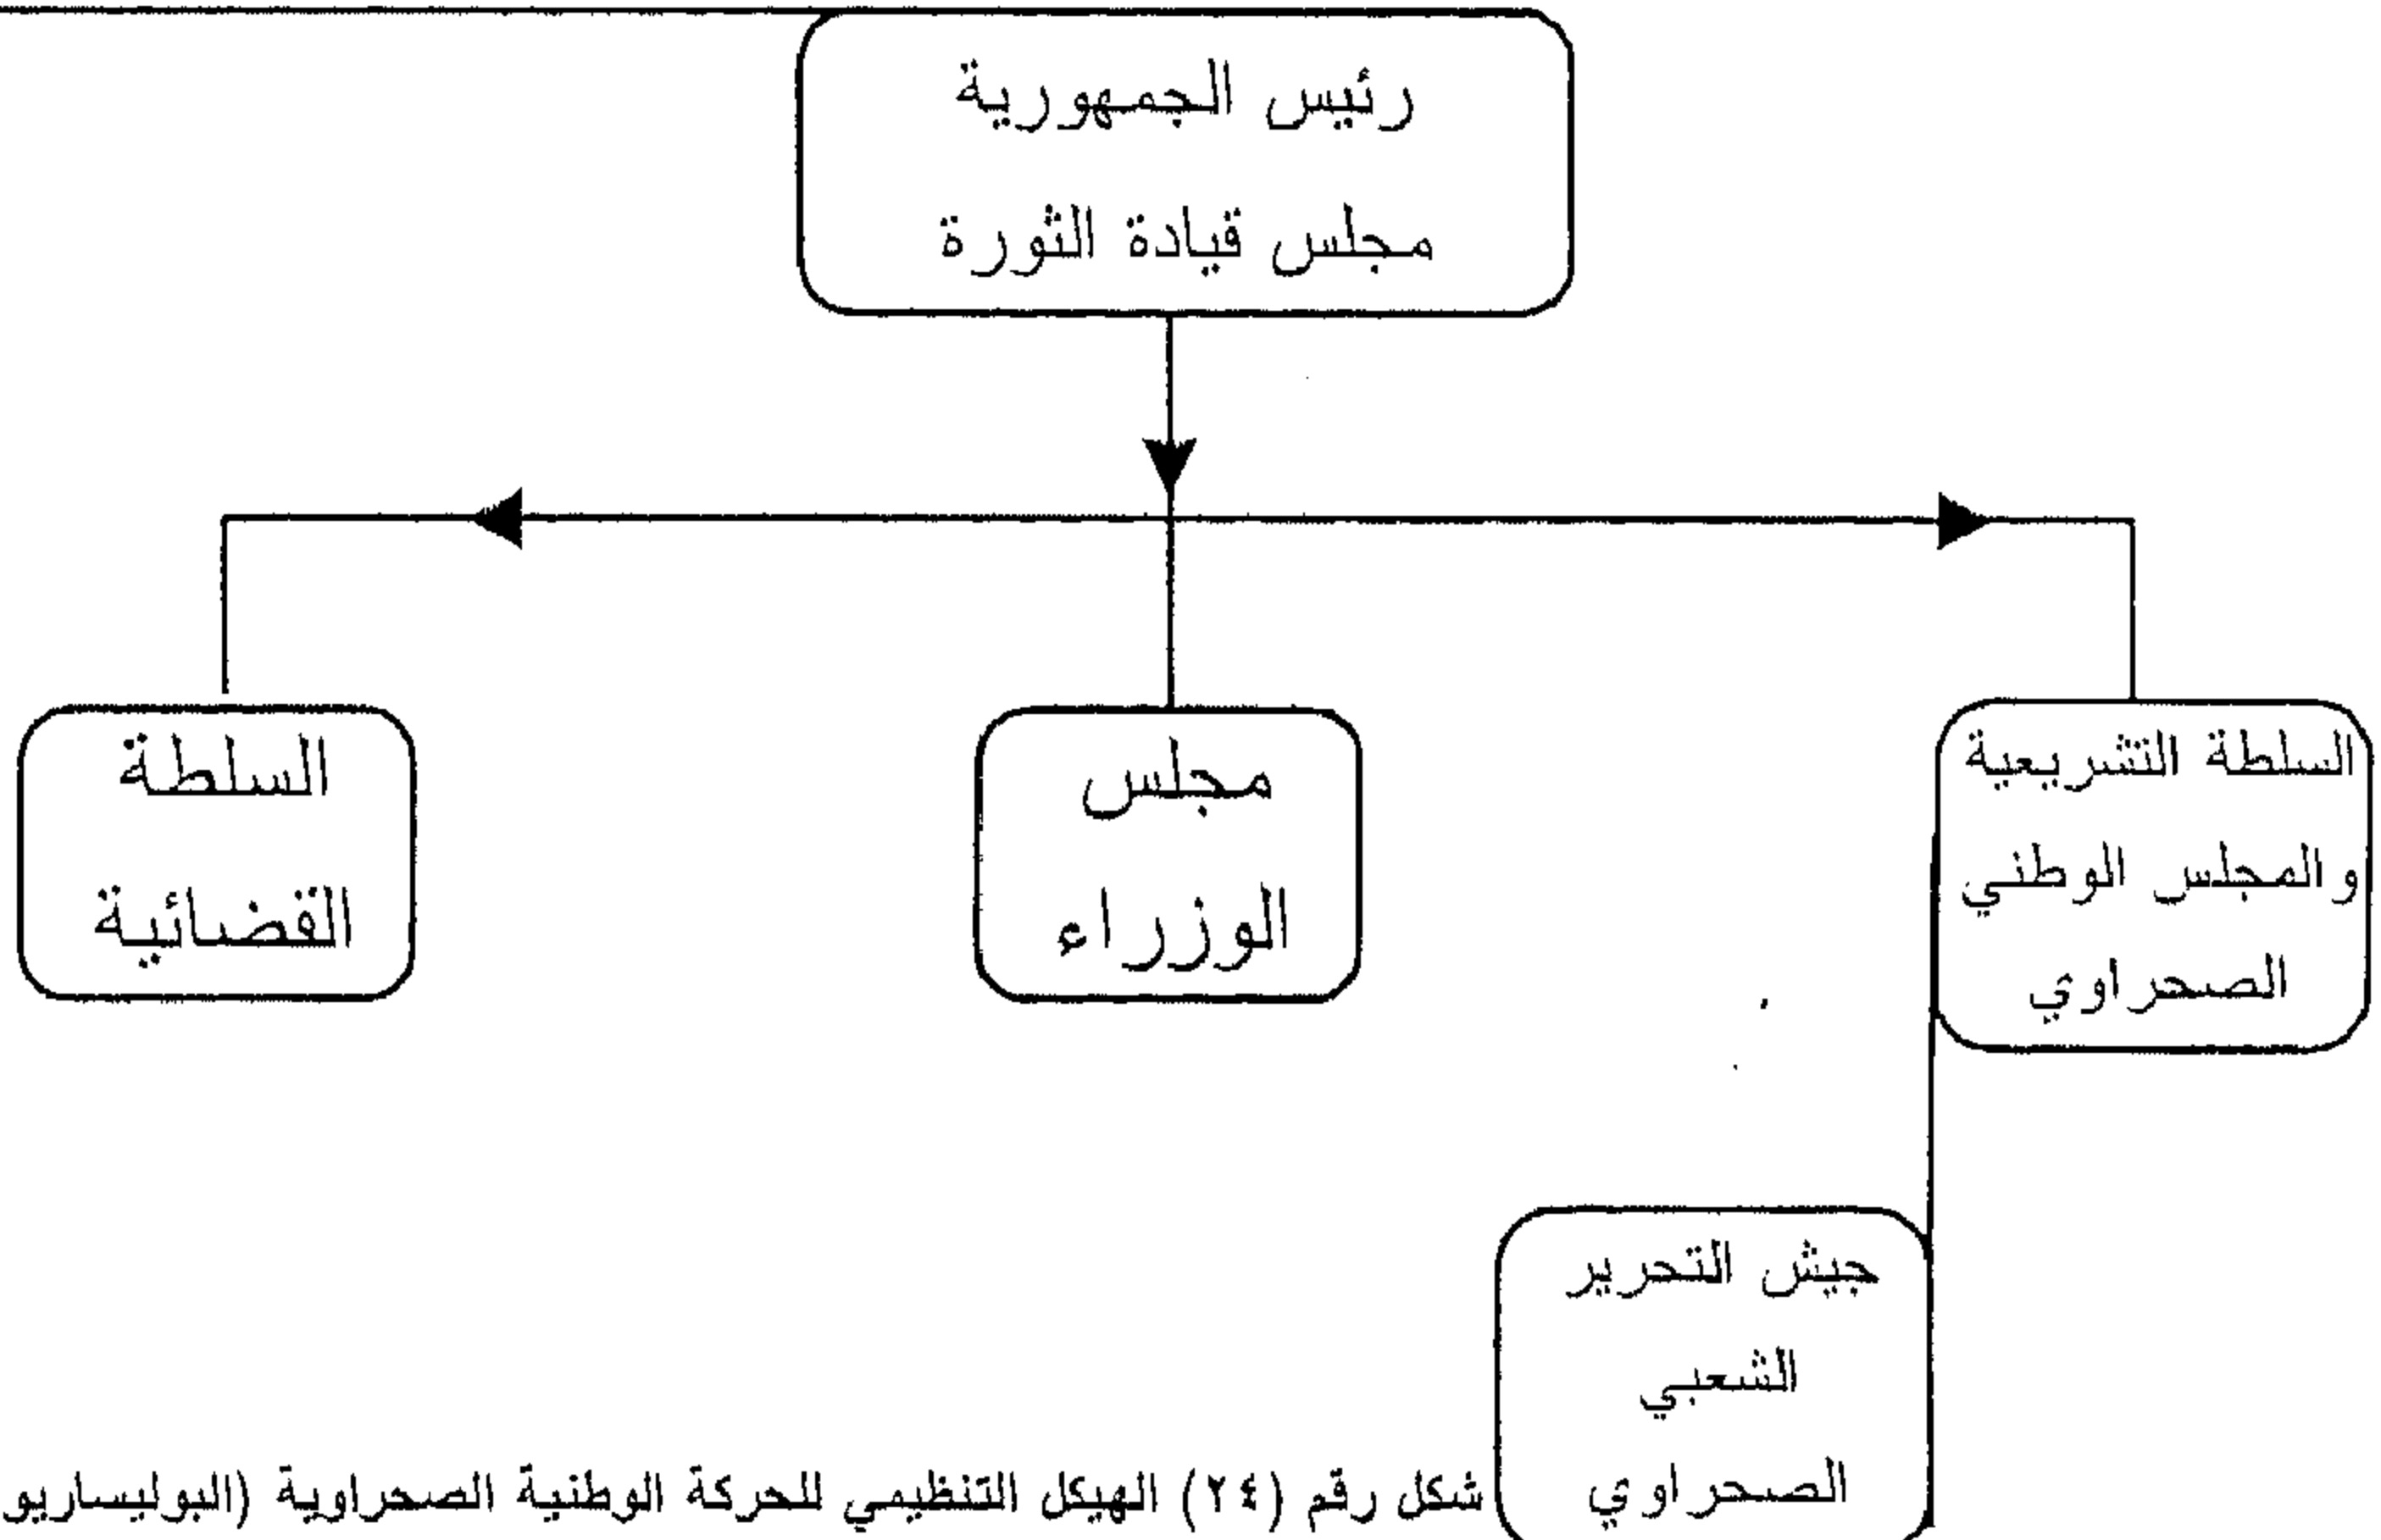 رئيس الجمهورية
مجلس قيادة الثورة
السلطة التشريعية
والمجلس الوطني
الصحراوي
مجلس
الوزراء
السلطة
القضائية
جيش التحرير
الشعبي
الصحراوي
شكل رقم (٢٤) الهيكل التنظيمي للحركة الوطنية الصحراوية (البوليساريو